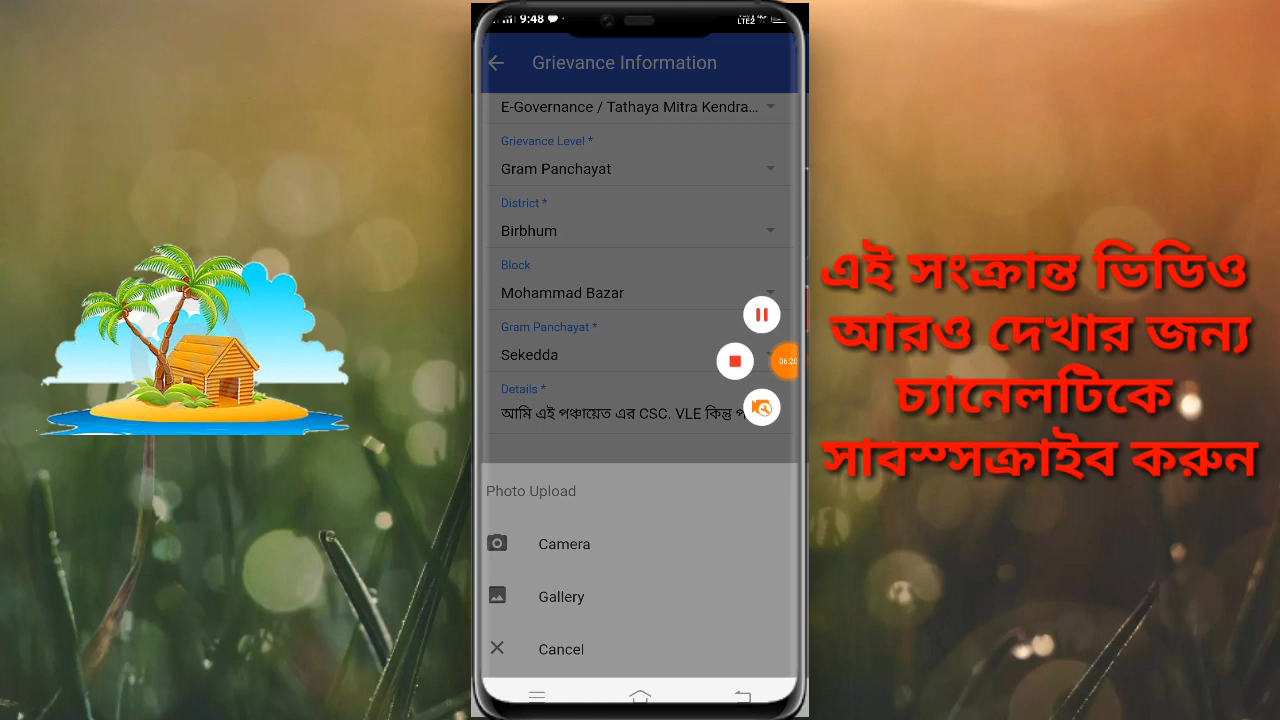 9:48
LTE2
Grievance Information
E-Governance / Tathaya Mitra Kendra...
Grievance Level *
Gram Panchayat
District *
Birbhum
Block
Mohammad Bazar
Gram Panchayat *
Sekedda
06:20
Details *
আমি এই পঞ্চায়েত এর CSC. VLE কিন্তু
Photo Upload
Camera
Gallery
Cancel
এই সংক্রান্ত ভিডিও
আরও দেখার জন্য
চ্যানেলটিকে
সাবস্সক্রাইব করুন